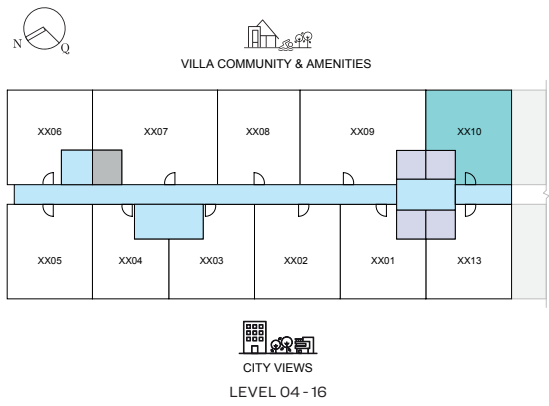 N
Q
VILLA COMMUNITY & AMENITIES
XX06 XX07 XX08 XX09 XX10
XX05 XX04 XX03 XX02 XX01 XX13
CITY VIEWS
LEVEL 04 - 16